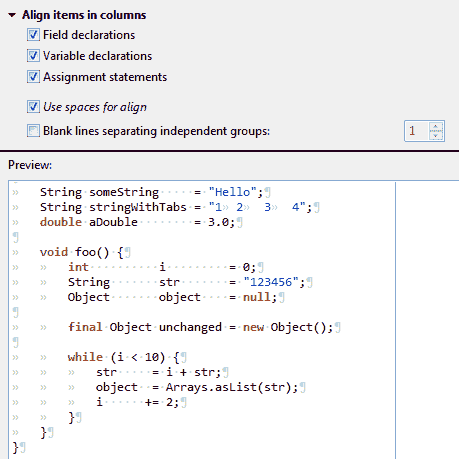 Align items in columns
Field declarations
Variable declarations
Assignment statements
Use spaces for align
Blank lines separating independent groups: 1
Preview:
»   String·someString·····=·"Hello";¶
»   String·stringWithTabs·=·"1»  2»   3»   4";¶
»   double·aDouble········=·3.0;¶
¶
»   void·foo()·{¶
»   »   int··········i·········=·0;¶
»   »   String·······str·······=·"123456";¶
»   »   Object·······object····=·null;¶
¶
»   »   final·Object·unchanged·=·new·Object();¶
¶
»   »   while·(i·<·10)·{¶
»   »   »   str·····=·i·+·str;¶
»   »   »   object··=·Arrays.asList(str);¶
»   »   »   i······+=·2;¶
»   »   }¶
»   }¶
}¶